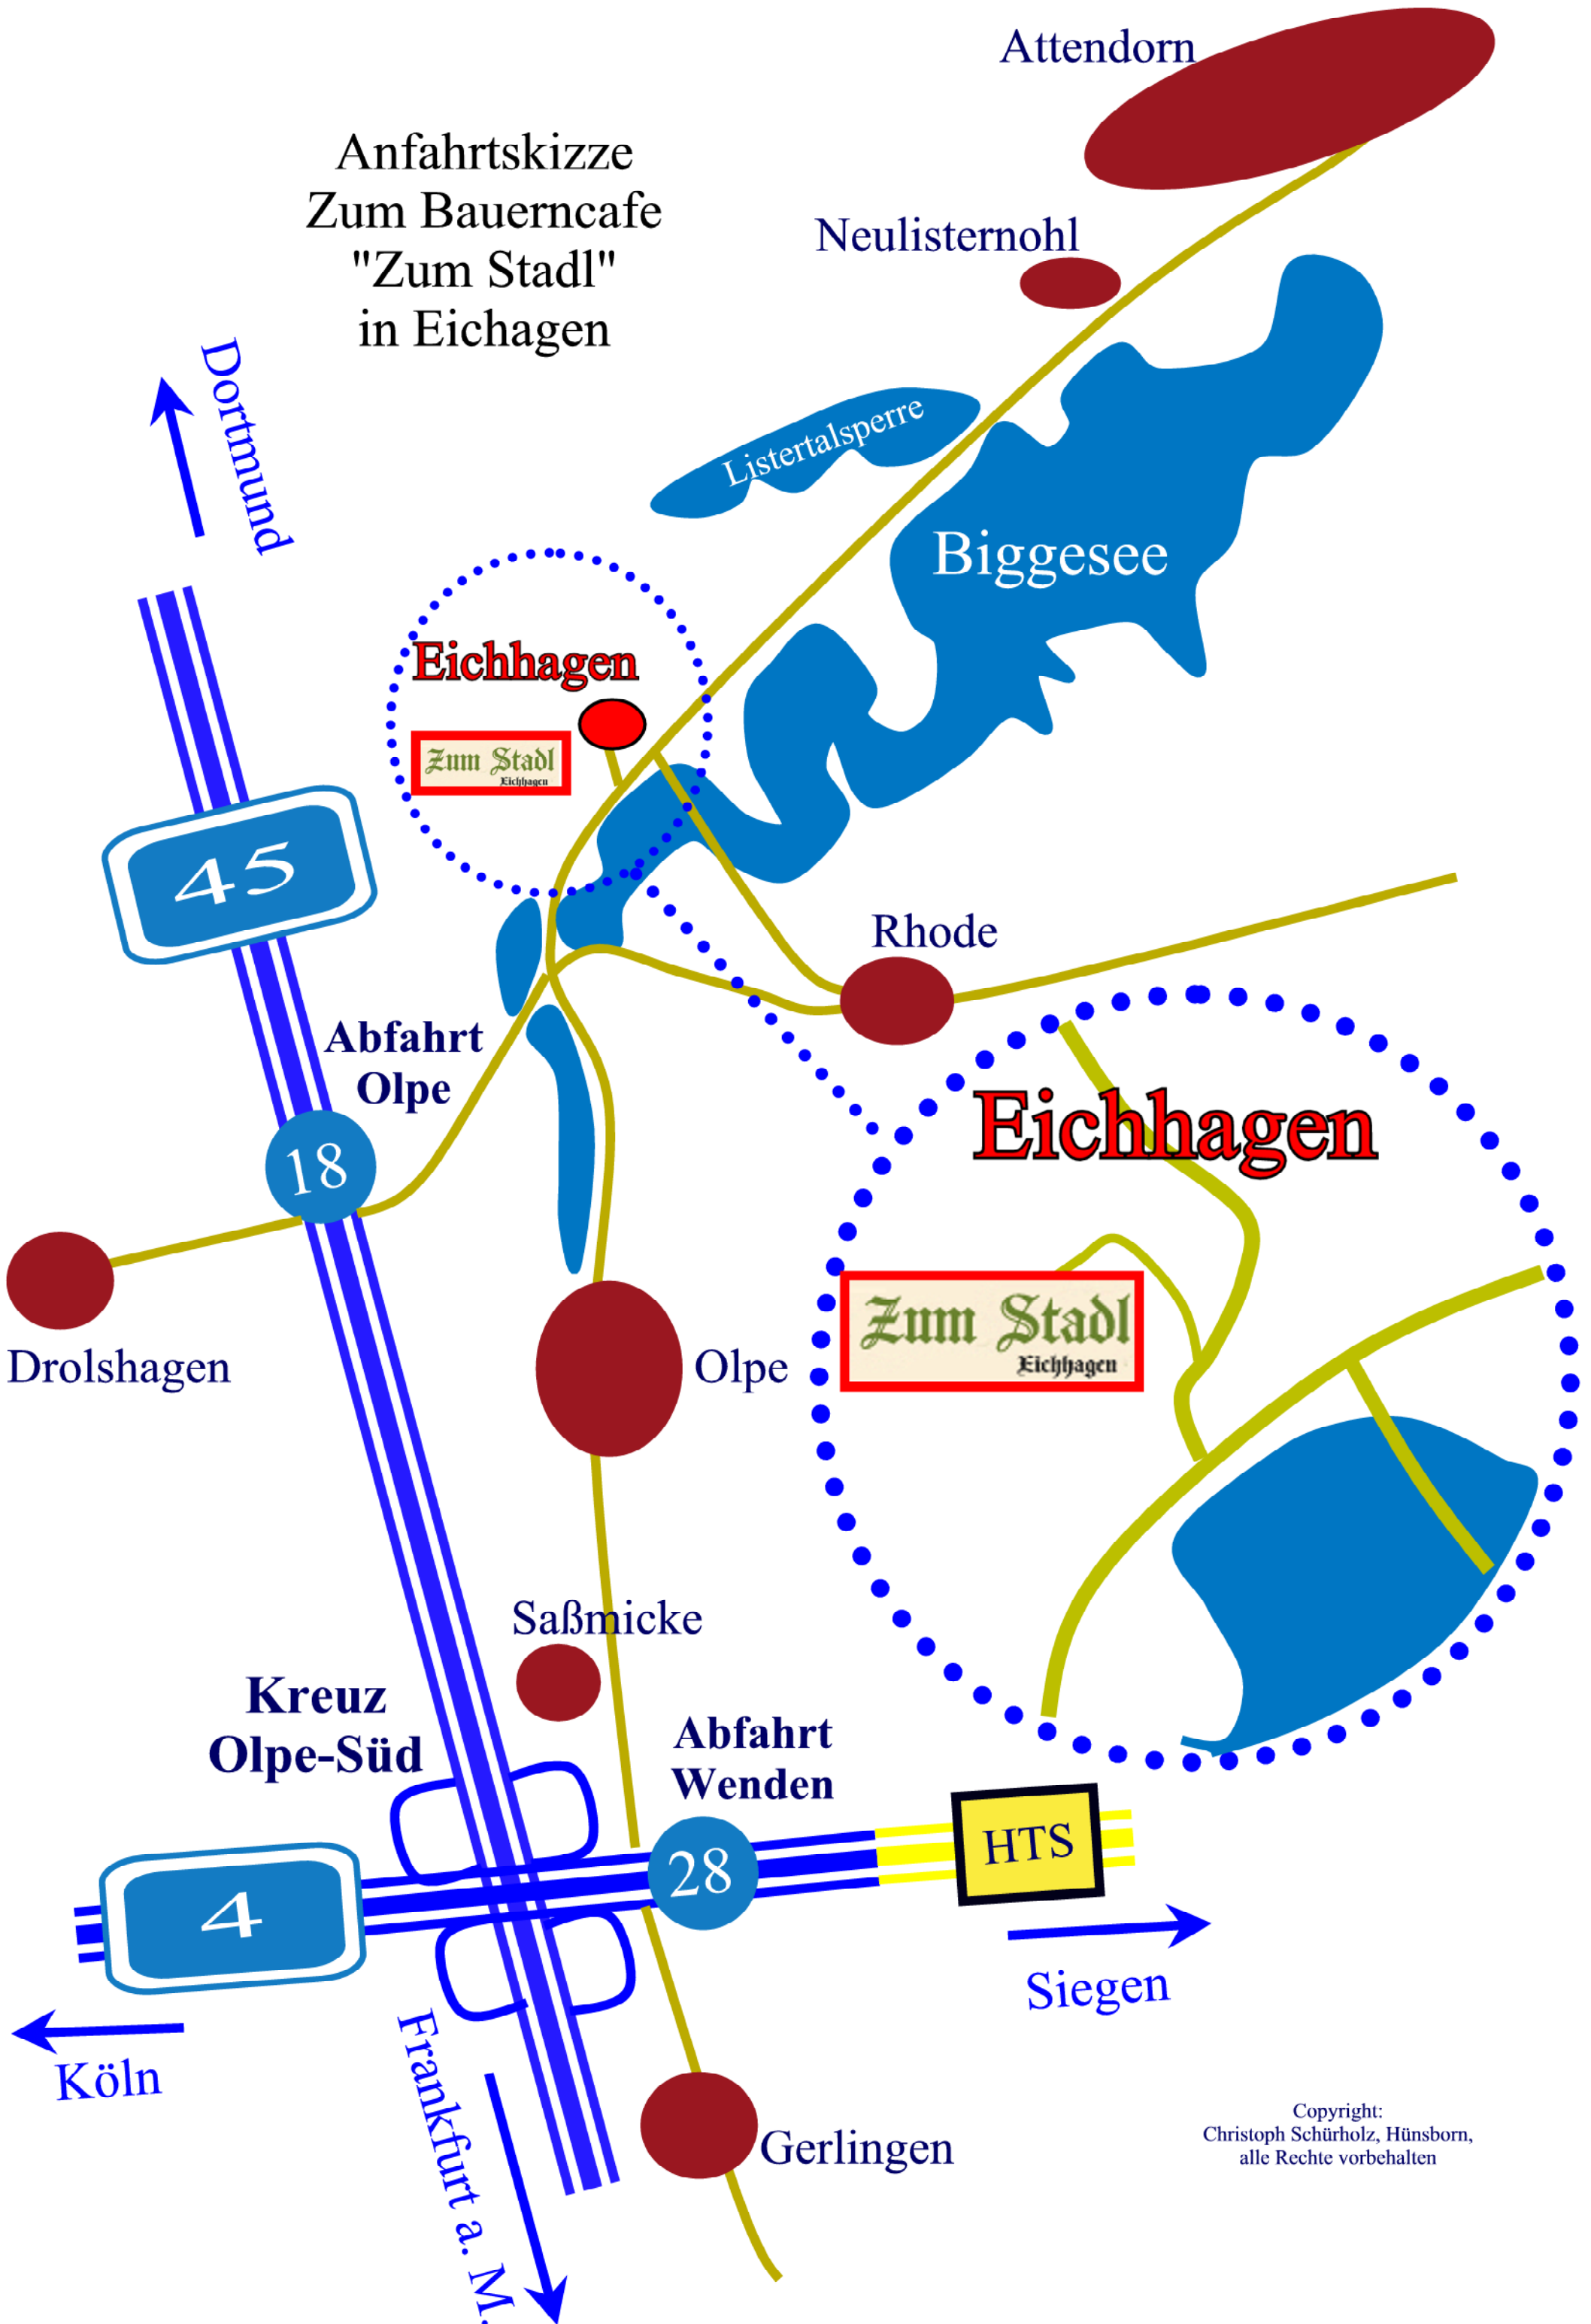 Attendorn
Anfahrtskizze
Zum Bauerncafe
"Zum Stadl"
in Eichagen
Neulisternohl
Dortmund
Listertalsperre
Biggesee
Eichhagen
Zum Stadl
Eichhagen
45
Rhode
Abfahrt
Olpe
18
Eichhagen
Zum Stadl
Eichhagen
Drolshagen
Olpe
Saßmicke
Kreuz
Olpe-Süd
Abfahrt
Wenden
28
HTS
4
Siegen
Köln
Frankfurt a. M.
Gerlingen
Copyright:
Christoph Schürholz, Hünsborn,
alle Rechte vorbehalten